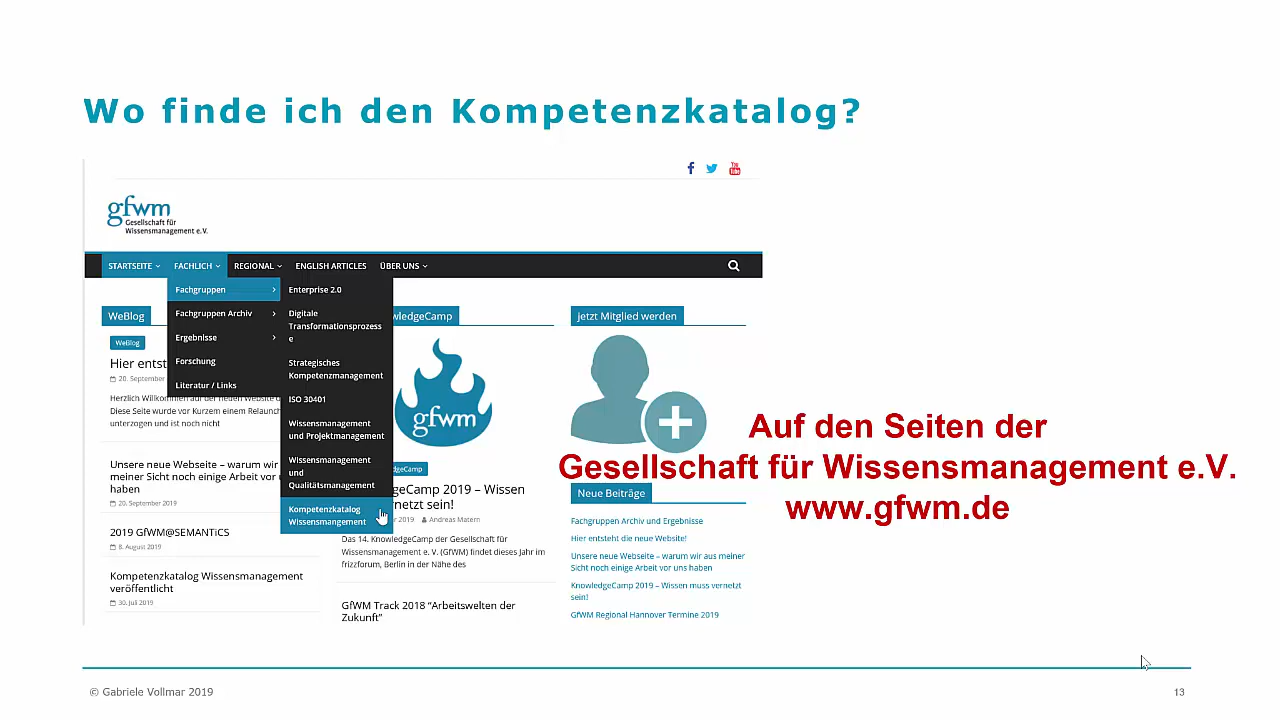 Wo finde ich den Kompetenzkatalog?
gfwm
Gesellschaft für
Wissensmanagement e.V.
STARTSEITE
FACHLICH
REGIONAL
ENGLISH ARTICLES
ÜBER UNS
Fachgruppen
Fachgruppen Archiv
Ergebnisse
Forschung
Literatur / Links
Enterprise 2.0
Digitale
Transformationsprozess
e
Strategisches
Kompetenzmanagement
ISO 30401
Wissensmanagement
und Projektmanagement
Wissensmanagement
und
Qualitätsmanagement
Kompetenzkatalog
Wissensmangement
WeBlog
WeBlog
Hier entst
20. September
Herzlich Willkommen auf der neuen Website d
Diese Seite wurde vor Kurzem einem Relaunch
unterzogen und ist noch nicht
Unsere neue Webseite – warum wir
meiner Sicht noch einige Arbeit vor u
haben
20. September 2019
2019 GfWM@SEMANTiCS
8. August 2019
Kompetenzkatalog Wissensmanagement
veröffentlicht
30. Juli 2019
wledgeCamp
gfwm
dgeCamp
geCamp 2019 – Wissen
rnetzt sein!
2019 Andreas Matern
Das 14. KnowledgeCamp der Gesellschaft für
Wissensmanagement e. V. (GfWM) findet dieses Jahr im
frizzforum, Berlin in der Nähe des
GfWM Track 2018 “Arbeitswelten der
Zukunft”
jetzt Mitglied werden
Neue Beiträge
Fachgruppen Archiv und Ergebnisse
Hier entsteht die neue Website!
Unsere neue Webseite – warum wir aus meiner
Sicht noch einige Arbeit vor uns haben
KnowledgeCamp 2019 – Wissen muss vernetzt
sein!
GfWM Regional Hannover Termine 2019
Auf den Seiten der
Gesellschaft für Wissensmanagement e.V.
www.gfwm.de
© Gabriele Vollmar 2019
13